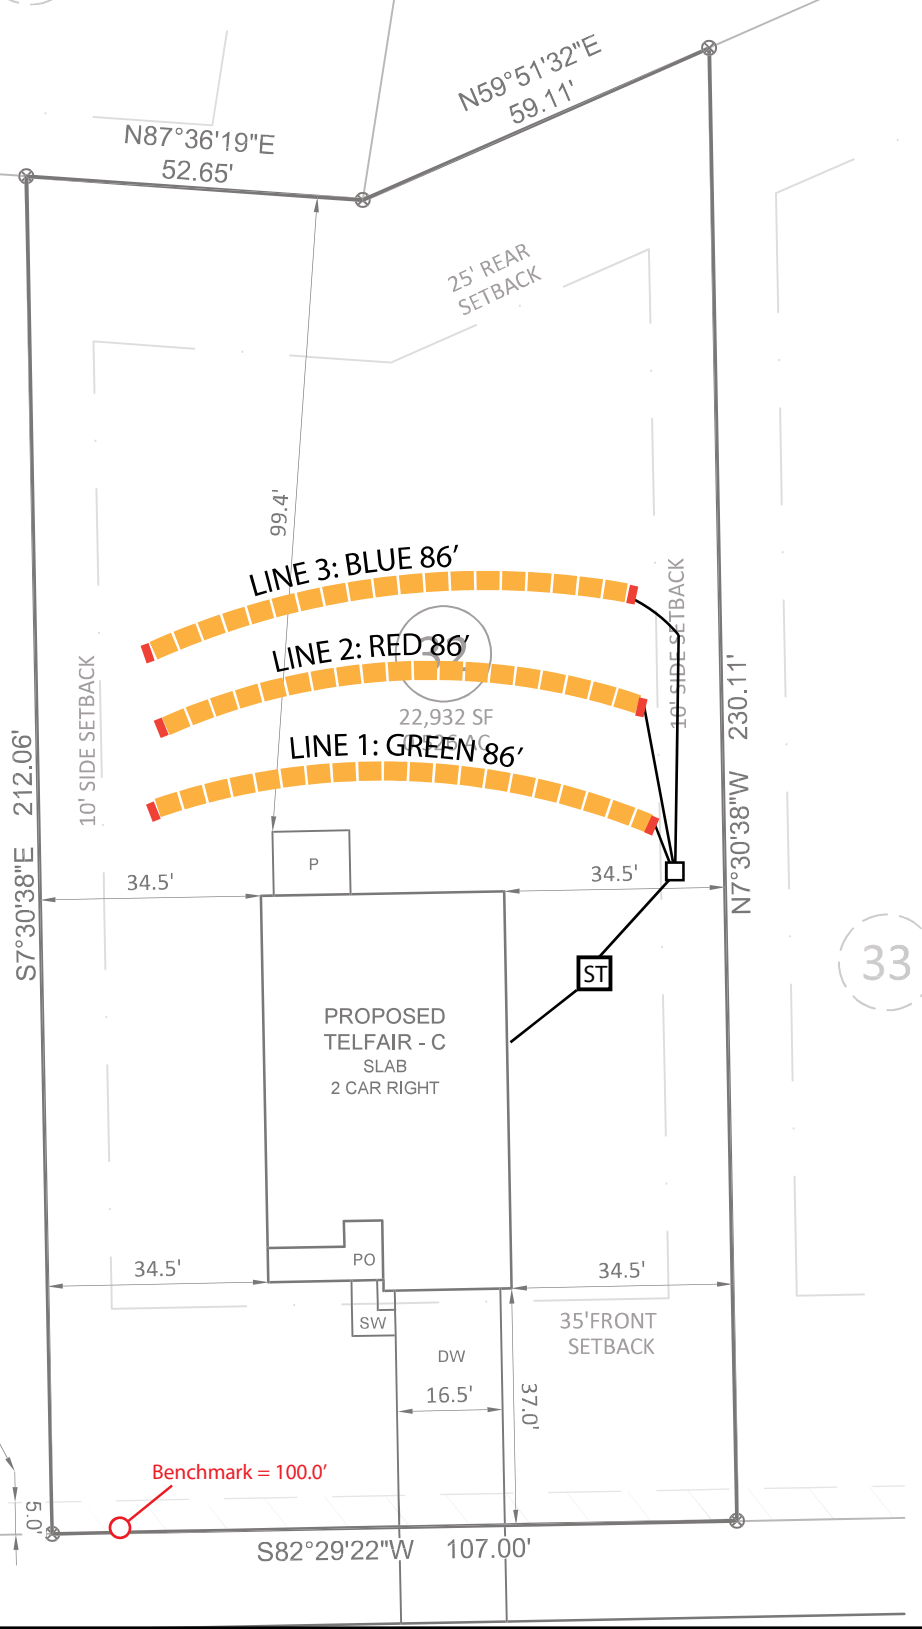 N59°51'32"E
59.11'
N87°36'19"E
52.65'
25' REAR
SETBACK
99.4'
LINE 3: BLUE 86'
10' SIDE SETBACK
LINE 2: RED 86'
32
10' SIDE SETBACK
22,932 SF
0.526 AC
LINE 1: GREEN 86'
S7°30'38"E 212.06'
N7°30'38"W 230.11'
P
34.5'
34.5'
33
ST
PROPOSED
TELFAIR - C
SLAB
2 CAR RIGHT
PO
34.5'
34.5'
SW
35'FRONT
SETBACK
DW
16.5'
37.0'
Benchmark = 100.0'
5.0'
S82°29'22"W 107.00'